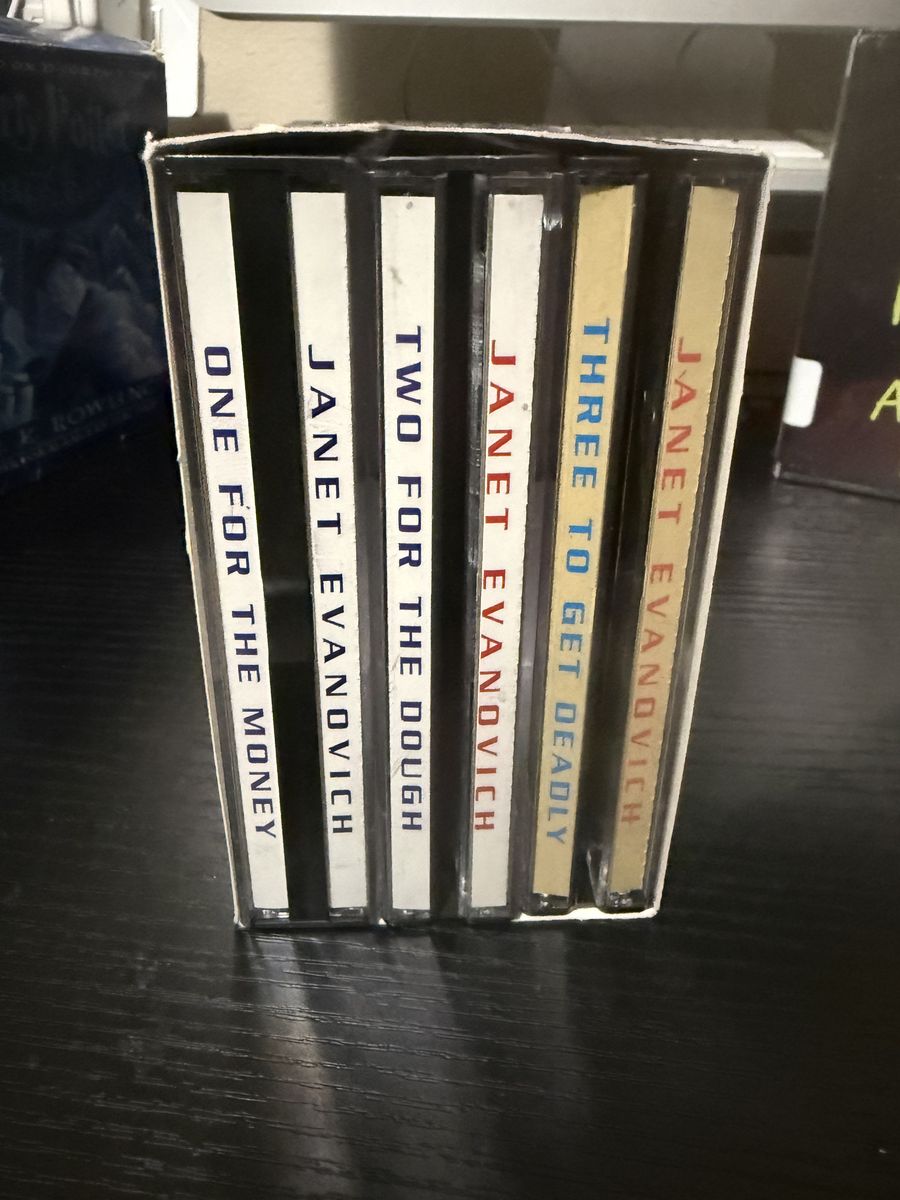 ONE FOR THE MONEY
JANET EVANOVICH
TWO FOR THE DOUGH
JANET EVANOVICH
THREE TO GET DEADLY
JANET EVANOVICH